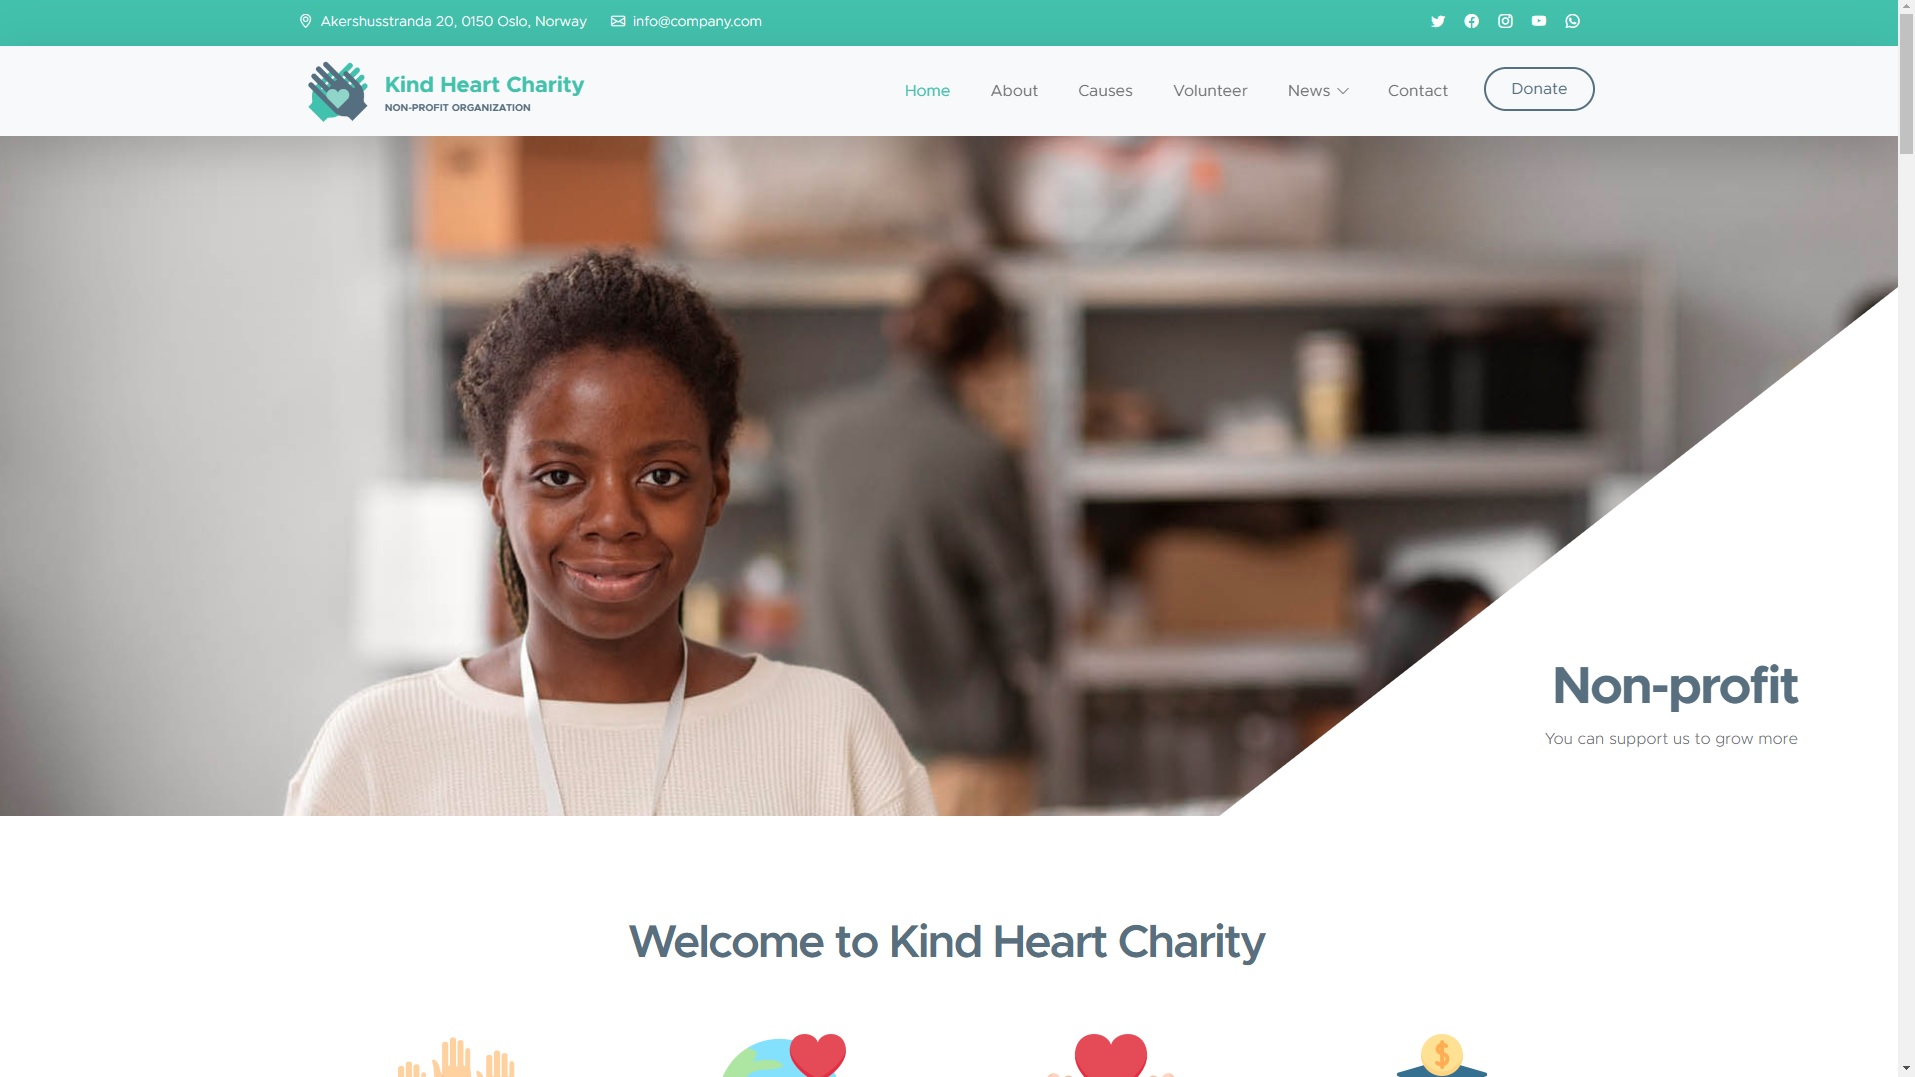 Akershusstranda 20, 0150 Oslo, Norway info@company.com
Kind Heart Charity
NON-PROFIT ORGANIZATION
Home About Causes Volunteer News Contact Donate
Non-profit
You can support us to grow more
Welcome to Kind Heart Charity
$